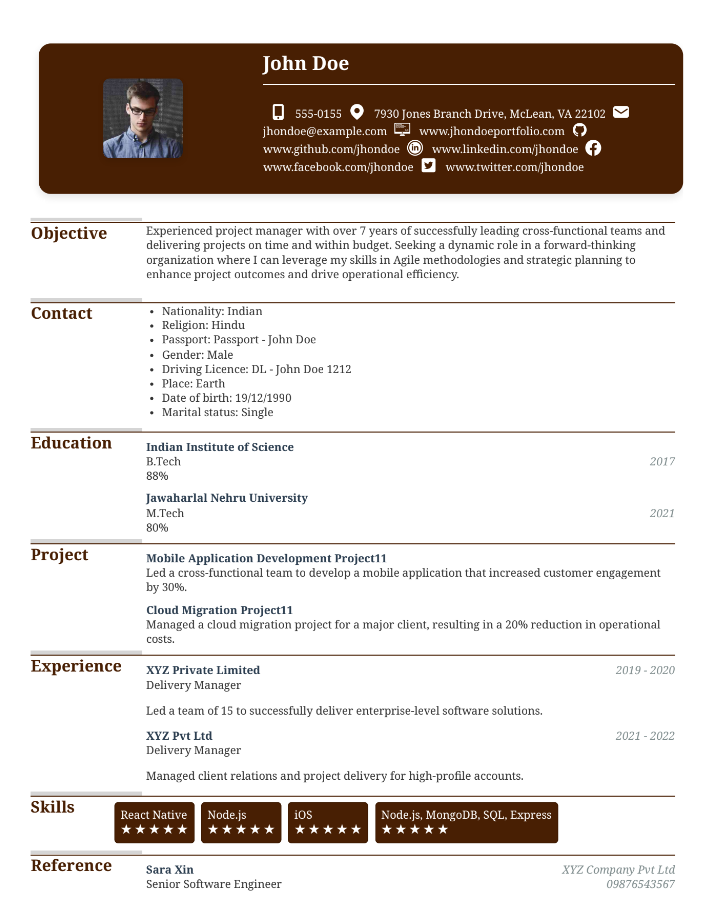 John Doe
555-0155 7930 Jones Branch Drive, McLean, VA 22102
jhondoe@example.com www.jhondoeportfolio.com
www.github.com/jhondoe www.linkedin.com/jhondoe
www.facebook.com/jhondoe www.twitter.com/jhondoe
Objective
Experienced project manager with over 7 years of successfully leading cross-functional teams and
delivering projects on time and within budget. Seeking a dynamic role in a forward-thinking
organization where I can leverage my skills in Agile methodologies and strategic planning to
enhance project outcomes and drive operational efficiency.
Contact
• Nationality: Indian
• Religion: Hindu
• Passport: Passport - John Doe
• Gender: Male
• Driving Licence: DL - John Doe 1212
• Place: Earth
• Date of birth: 19/12/1990
• Marital status: Single
Education
Indian Institute of Science
B.Tech 2017
88%
Jawaharlal Nehru University
M.Tech 2021
80%
Project
Mobile Application Development Project11
Led a cross-functional team to develop a mobile application that increased customer engagement
by 30%.
Cloud Migration Project11
Managed a cloud migration project for a major client, resulting in a 20% reduction in operational
costs.
Experience
XYZ Private Limited 2019 - 2020
Delivery Manager
Led a team of 15 to successfully deliver enterprise-level software solutions.
XYZ Pvt Ltd 2021 - 2022
Delivery Manager
Managed client relations and project delivery for high-profile accounts.
Skills
React Native
★★★★★
Node.js
★★★★★
iOS
★★★★★
Node.js, MongoDB, SQL, Express
★★★★★
Reference
Sara Xin XYZ Company Pvt Ltd
Senior Software Engineer 09876543567